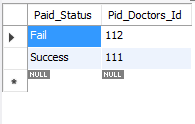 Paid_Status Pid_Doctors_Id
Fail 112
Success 111
NULL NULL